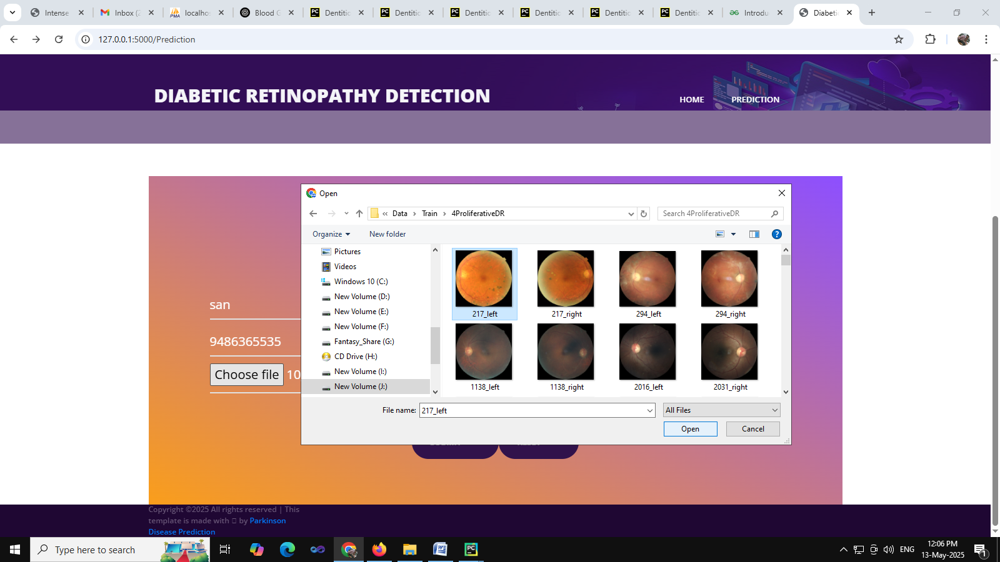 Intense
Inbox (2
localhos
Blood G
Dentitic
Dentitic
Dentitic
Dentitic
Dentitic
Dentitic
Introdu
Diabeti
127.0.0.1:5000/Prediction
DIABETIC RETINOPATHY DETECTION
HOME
PREDICTION
Open
« Data › Train › 4ProliferativeDR
Search 4ProliferativeDR
Organize
New folder
Pictures
Videos
Windows 10 (C:)
New Volume (D:)
New Volume (E:)
New Volume (F:)
Fantasy_Share (G:)
CD Drive (H:)
New Volume (I:)
New Volume (J:)
217_left
217_right
294_left
294_right
1138_left
1138_right
2016_left
2031_right
File name:
217_left
All Files
Open
Cancel
san
9486365535
Choose file 10
Copyright ©2025 All rights reserved | This
template is made with by Parkinson
Disease Prediction
Type here to search
ENG
12:06 PM
13-May-2025
1